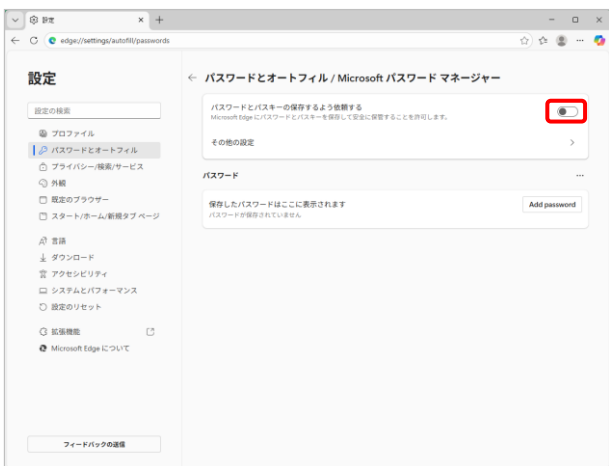 設定
edge://settings/autofill/passwords
設定
設定の検索
プロファイル
パスワードとオートフィル
プライバシー/検索/サービス
外観
既定のブラウザー
スタート/ホーム/新規タブ ページ
言語
ダウンロード
アクセシビリティ
システムとパフォーマンス
設定のリセット
拡張機能
Microsoft Edge について
フィードバックの送信
パスワードとオートフィル / Microsoft パスワード マネージャー
パスワードとパスキーの保存するよう依頼する
Microsoft Edge にパスワードとパスキーを保存して安全に保管することを許可します。
その他の設定
パスワード
保存したパスワードはここに表示されます
Add password
パスワードが保存されていません